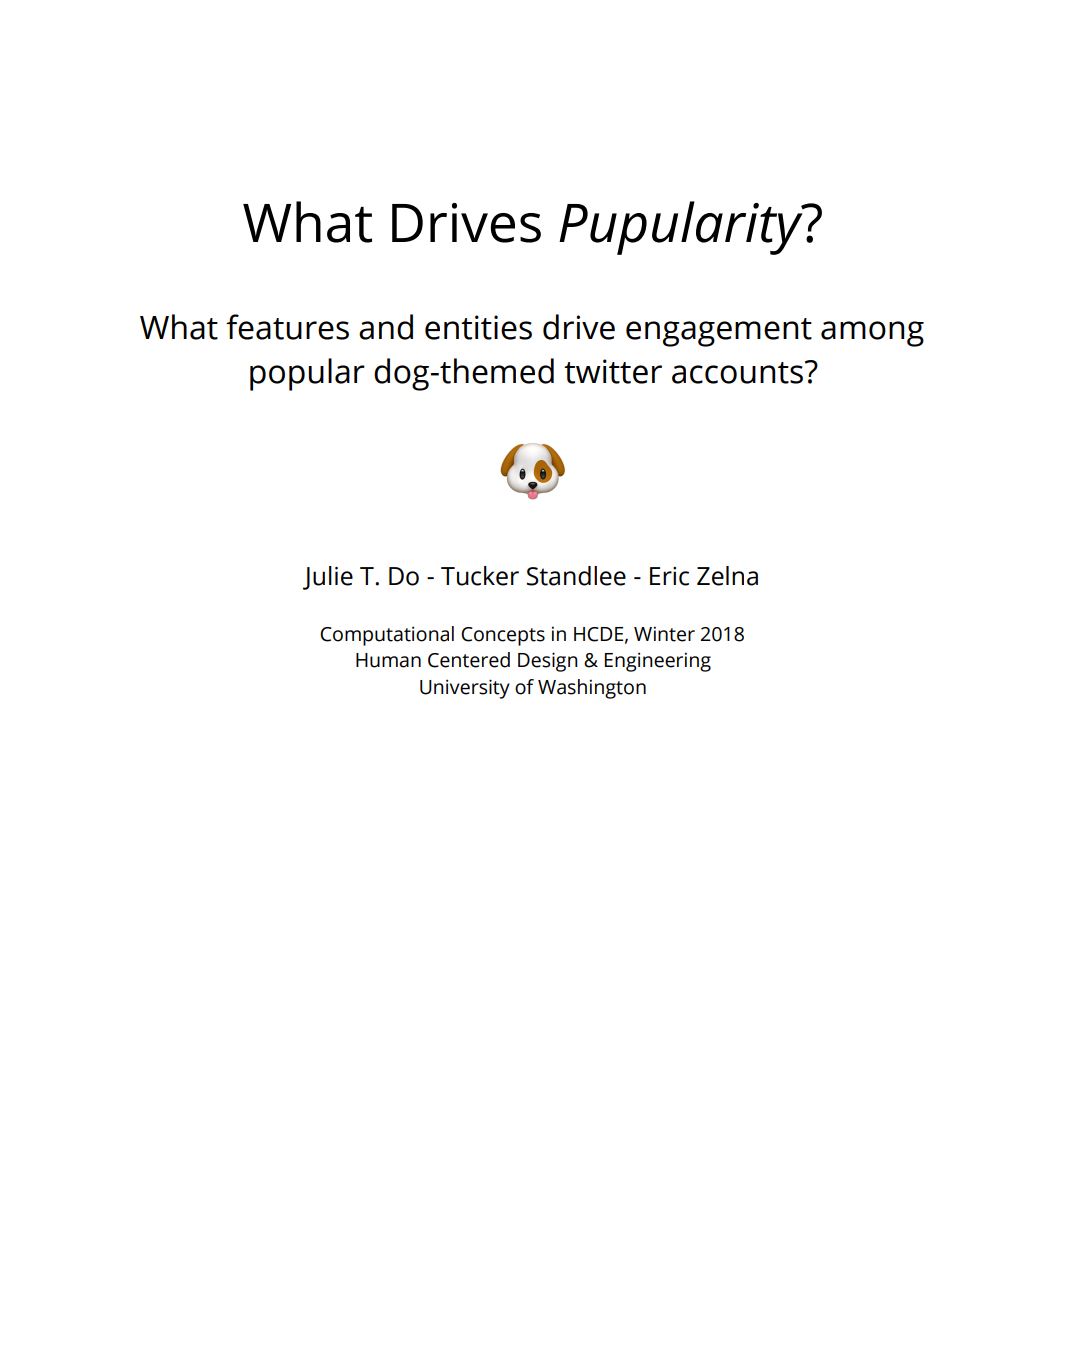 What Drives Pupularity?
What features and entities drive engagement among
popular dog-themed twitter accounts?
Julie T. Do - Tucker Standlee - Eric Zelna
Computational Concepts in HCDE, Winter 2018
Human Centered Design & Engineering
University of Washington